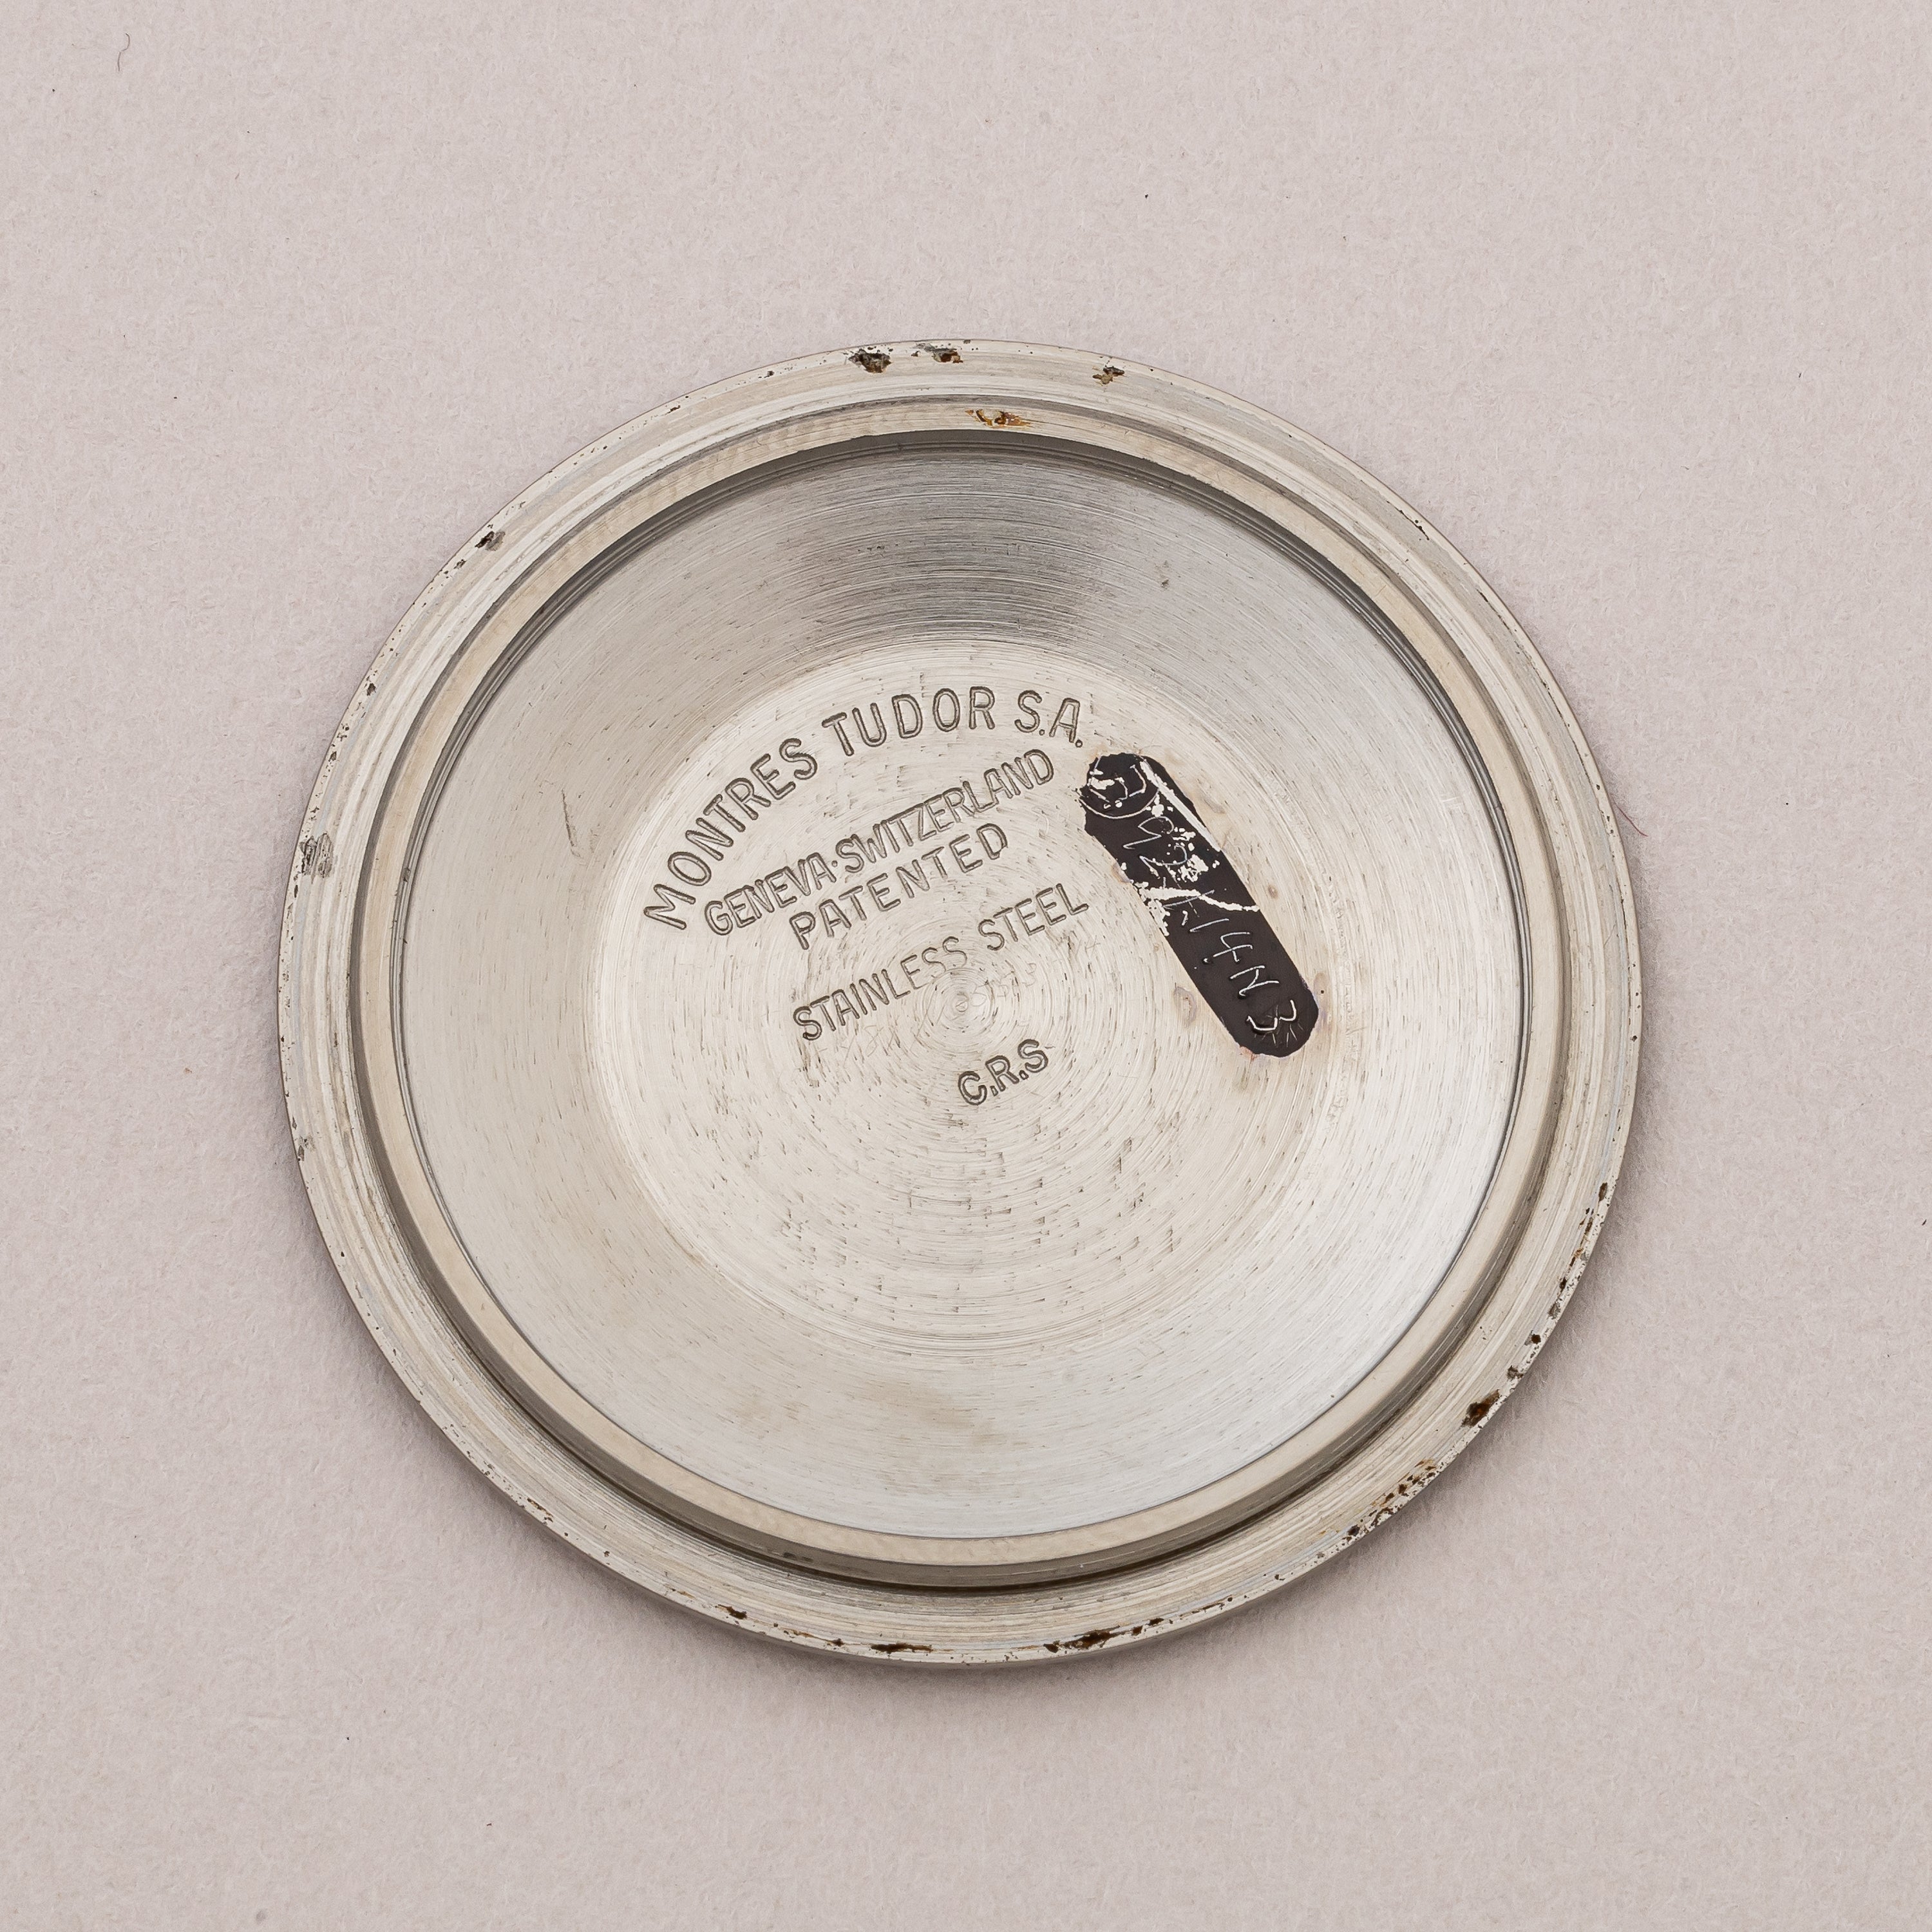 MONTRES TUDOR S.A.
GENEVA·SWITZERLAND
PATENTED
STAINLESS STEEL
C.R.S